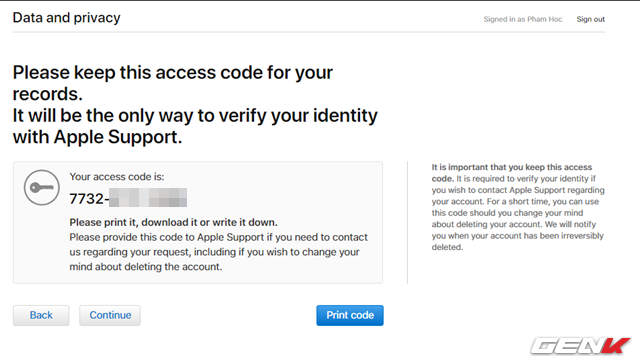 Data and privacy
Signed in as Pham Hoc
Sign out
Please keep this access code for your
records.
It will be the only way to verify your identity
with Apple Support.
Your access code is:
7732-
Please print it, download it or write it down.
Please provide this code to Apple Support if you need to contact
us regarding your request, including if you wish to change your
mind about deleting the account.
It is important that you keep this access
code. It is required to verify your identity if
you wish to contact Apple Support regarding
your account. For a short time, you can use
this code should you change your mind
about deleting your account. We will notify
you when your account has been irreversibly
deleted.
Back
Continue
Print code
GENK